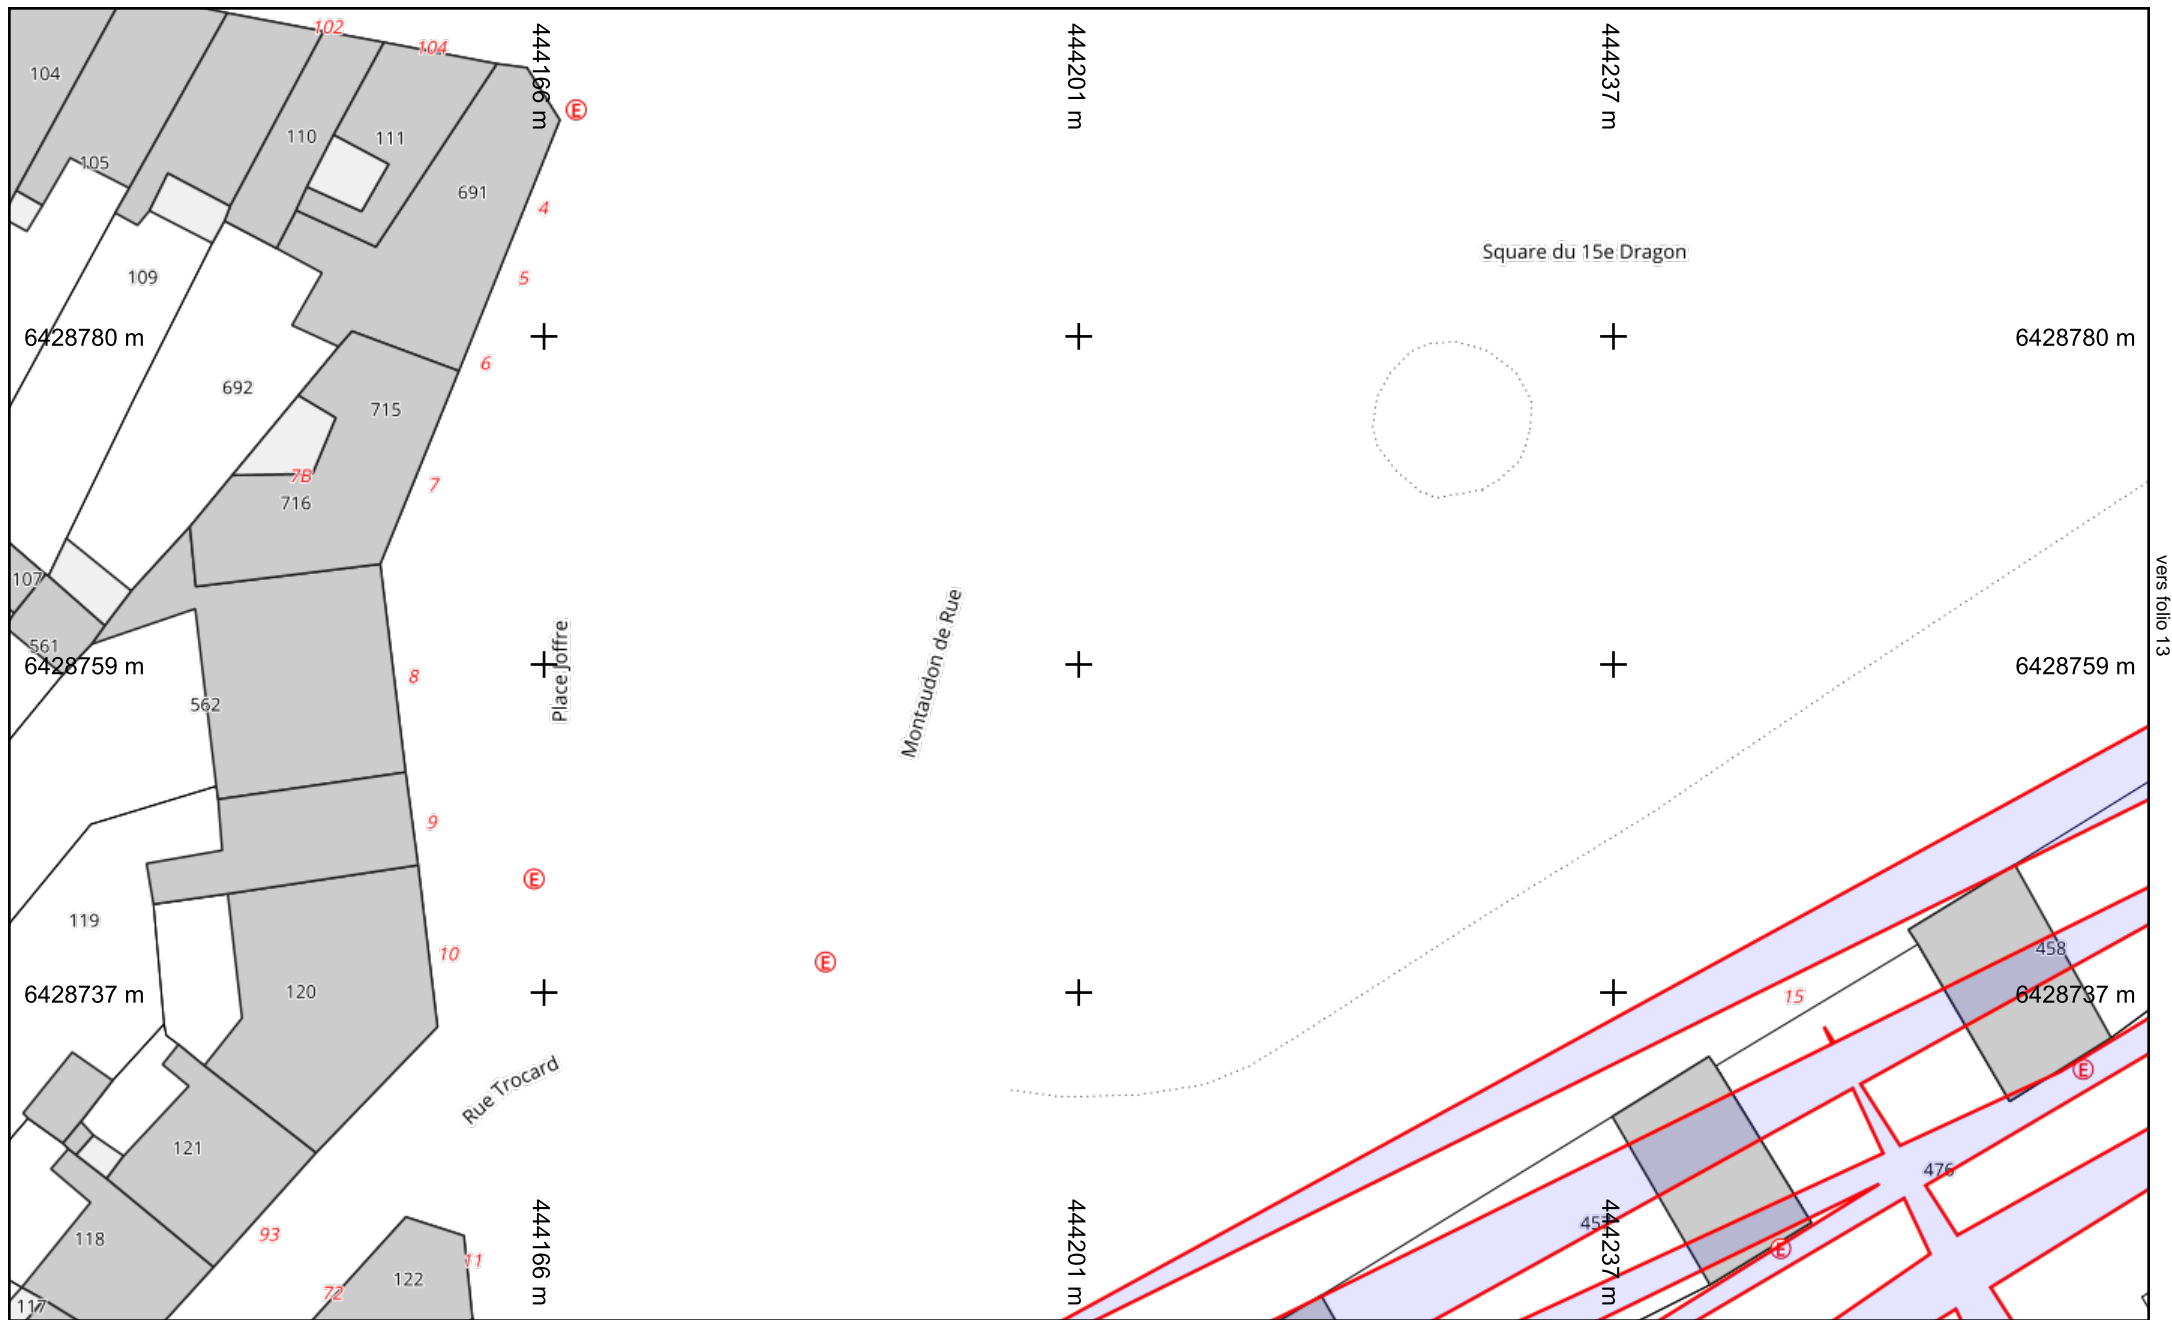 102
104
444166 m
444201 m
444237 m
104
E
110
111
105
691
4
Square du 15e Dragon
109
5
6428780 m
6428780 m
6
692
715
7B
7
716
107
vers folio 13
561
Place Joffre
Montaudon de Rue
6428759 m
6428759 m
8
562
9
E
119
10
458
E
120
6428737 m
15
6428737 m
Rue Trocard
E
121
476
457
93
118
11
E
122
72
117
444166 m
444201 m
444237 m